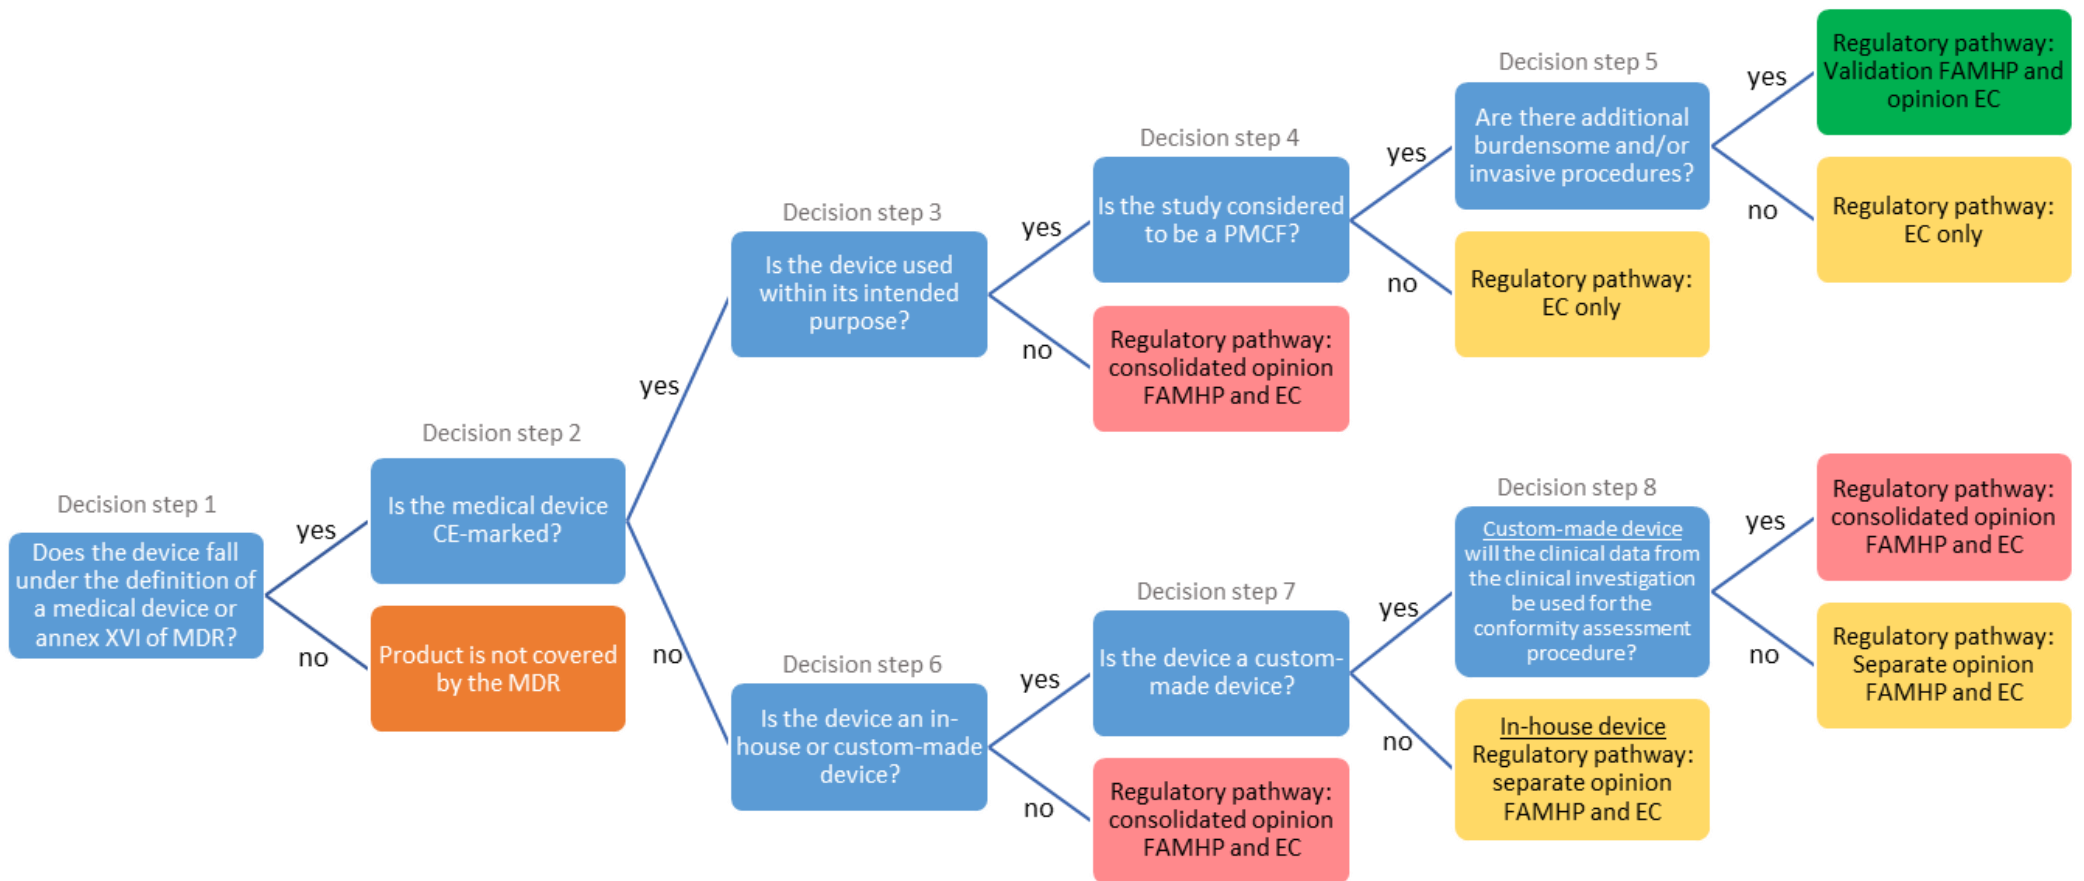 Decision step 1
Does the device fall
under the definition of
a medical device or
annex XVI of MDR?
yes
no
Decision step 2
Is the medical device
CE-marked?
Product is not covered
by the MDR
yes
no
Decision step 3
Is the device used
within its intended
purpose?
yes
no
Decision step 4
Is the study considered
to be a PMCF?
Regulatory pathway:
consolidated opinion
FAMHP and EC
yes
no
Decision step 5
Are there additional
burdensome and/or
invasive procedures?
Regulatory pathway:
EC only
yes
no
Regulatory pathway:
Validation FAMHP and
opinion EC
Regulatory pathway:
EC only
Decision step 6
Is the device an in-
house or custom-made
device?
yes
no
Decision step 7
Is the device a custom-
made device?
Regulatory pathway:
consolidated opinion
FAMHP and EC
yes
no
Decision step 8
Custom-made device
will the clinical data from
the clinical investigation
be used for the
conformity assessment
procedure?
In-house device
Regulatory pathway:
separate opinion
FAMHP and EC
yes
no
Regulatory pathway:
consolidated opinion
FAMHP and EC
Regulatory pathway:
Separate opinion
FAMHP and EC